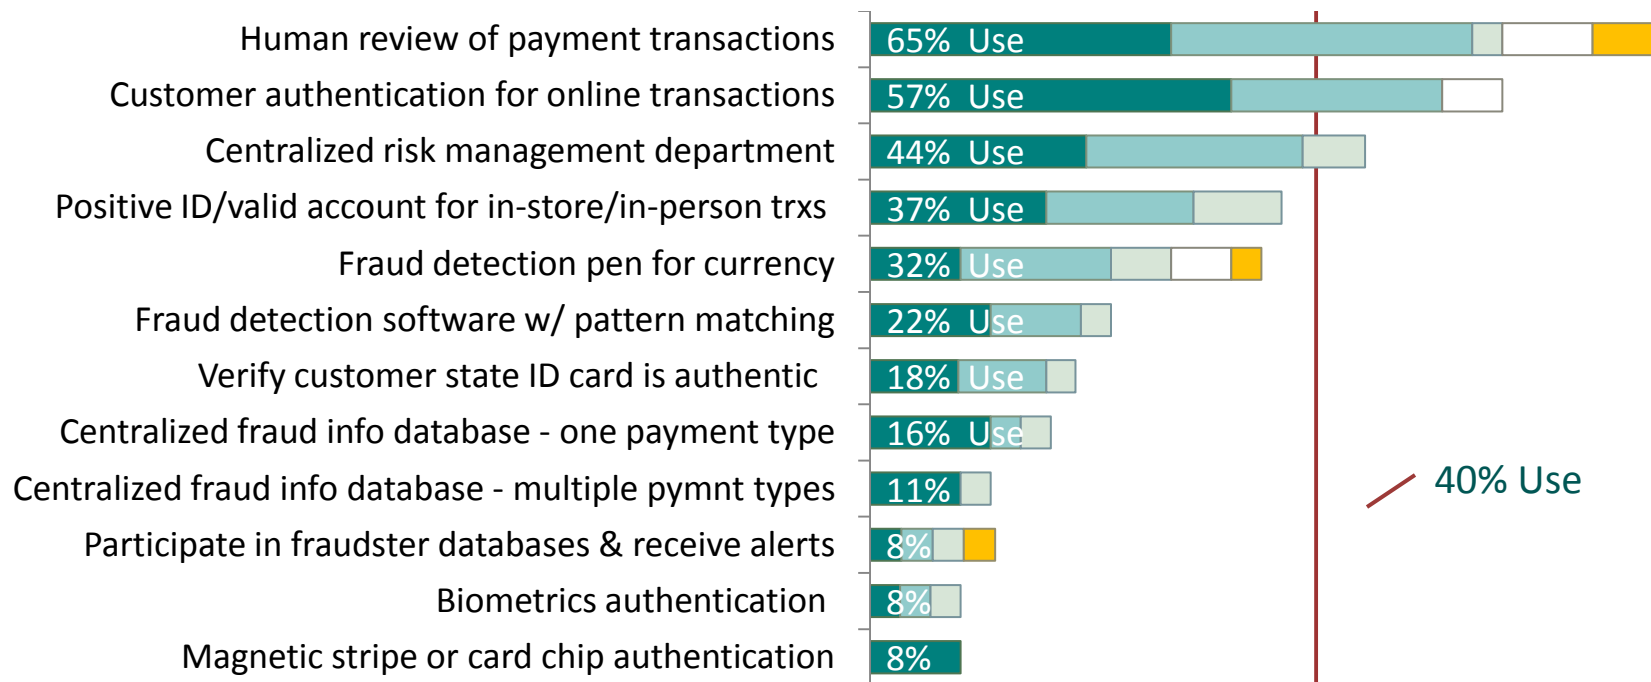 Human review of payment transactions 65% Use
Customer authentication for online transactions 57% Use
Centralized risk management department 44% Use
Positive ID/valid account for in-store/in-person trxs 37% Use
Fraud detection pen for currency 32% Use
Fraud detection software w/ pattern matching 22% Use
Verify customer state ID card is authentic 18% Use
Centralized fraud info database - one payment type 16% Use
Centralized fraud info database - multiple pymnt types 11%
40% Use
Participate in fraudster databases & receive alerts 8%
Biometrics authentication 8%
Magnetic stripe or card chip authentication 8%